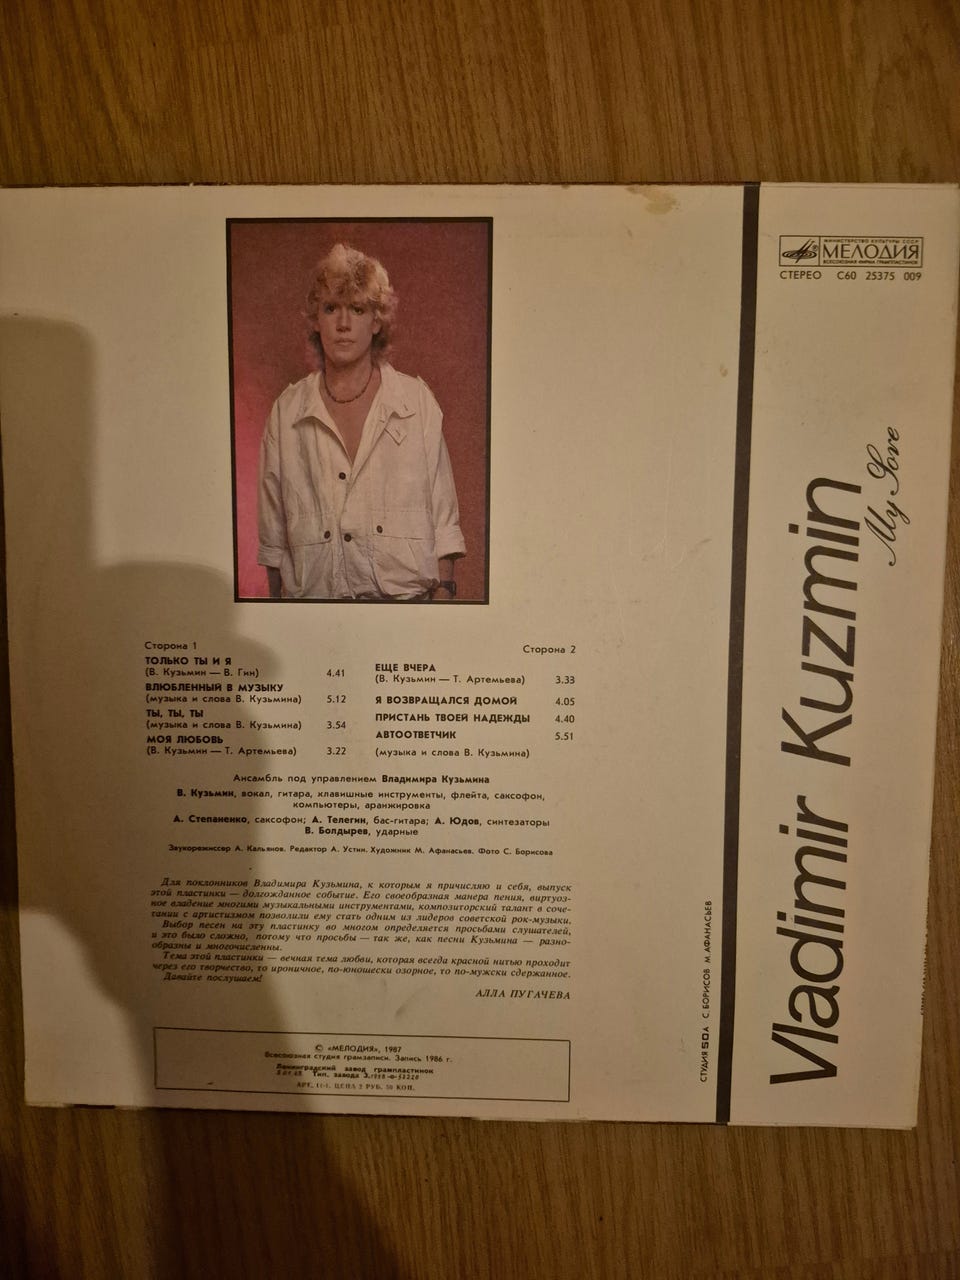 МИНИСТЕРСТВО КУЛЬТУРЫ СССР
МЕЛОДИЯ
ВСЕСОЮЗНАЯ ФИРМА ГРАМПЛАСТИНОК
СТЕРЕО С60 25375 009
Vladimir Kuzmin
My Love
Сторона 1
ТОЛЬКО ТЫ И Я
(В. Кузьмин — В. Гин) 4.41
ВЛЮБЛЕННЫЙ В МУЗЫКУ
(музыка и слова В. Кузьмина) 5.12
ТЫ, ТЫ, ТЫ
(музыка и слова В. Кузьмина) 3.54
МОЯ ЛЮБОВЬ
(В. Кузьмин — Т. Артемьева) 3.22
Сторона 2
ЕЩЕ ВЧЕРА
(В. Кузьмин — Т. Артемьева) 3.33
Я ВОЗВРАЩАЛСЯ ДОМОЙ 4.05
ПРИСТАНЬ ТВОЕЙ НАДЕЖДЫ 4.40
АВТООТВЕТЧИК 5.51
(музыка и слова В. Кузьмина)
Ансамбль под управлением Владимира Кузьмина
В. Кузьмин, вокал, гитара, клавишные инструменты, флейта, саксофон,
компьютеры, аранжировка
А. Степаненко, саксофон; А. Телегин, бас-гитара; А. Юдов, синтезаторы
В. Болдырев, ударные
Звукорежиссер А. Кальянов. Редактор А. Устин. Художник М. Афанасьев. Фото С. Борисова
Для поклонников Владимира Кузьмина, к которым я причисляю и себя, выпуск
этой пластинки — долгожданное событие. Его своеобразная манера пения, виртуоз-
ное владение многими музыкальными инструментами, композиторский талант в соче-
тании с артистизмом позволили ему стать одним из лидеров советской рок-музыки.
Выбор песен на эту пластинку во многом определяется просьбами слушателей,
и это было сложно, потому что просьбы — так же, как песни Кузьмина — разно-
образны и многочисленны.
Тема этой пластинки — вечная тема любви, которая всегда красной нитью проходит
через его творчество, то ироничное, по-юношески озорное, то по-мужски сдержанное.
Давайте послушаем!
АЛЛА ПУГАЧЕВА
© «МЕЛОДИЯ», 1987
Всесоюзная студия грамзаписи. Запись 1986 г.
Ленинградский завод грампластинок
Тип. завода
АРТ. 11-1. ЦЕНА 2 РУБ. 50 КОП.
СТУДИЯ 50А С. БОРИСОВ М. АФАНАСЬЕВ